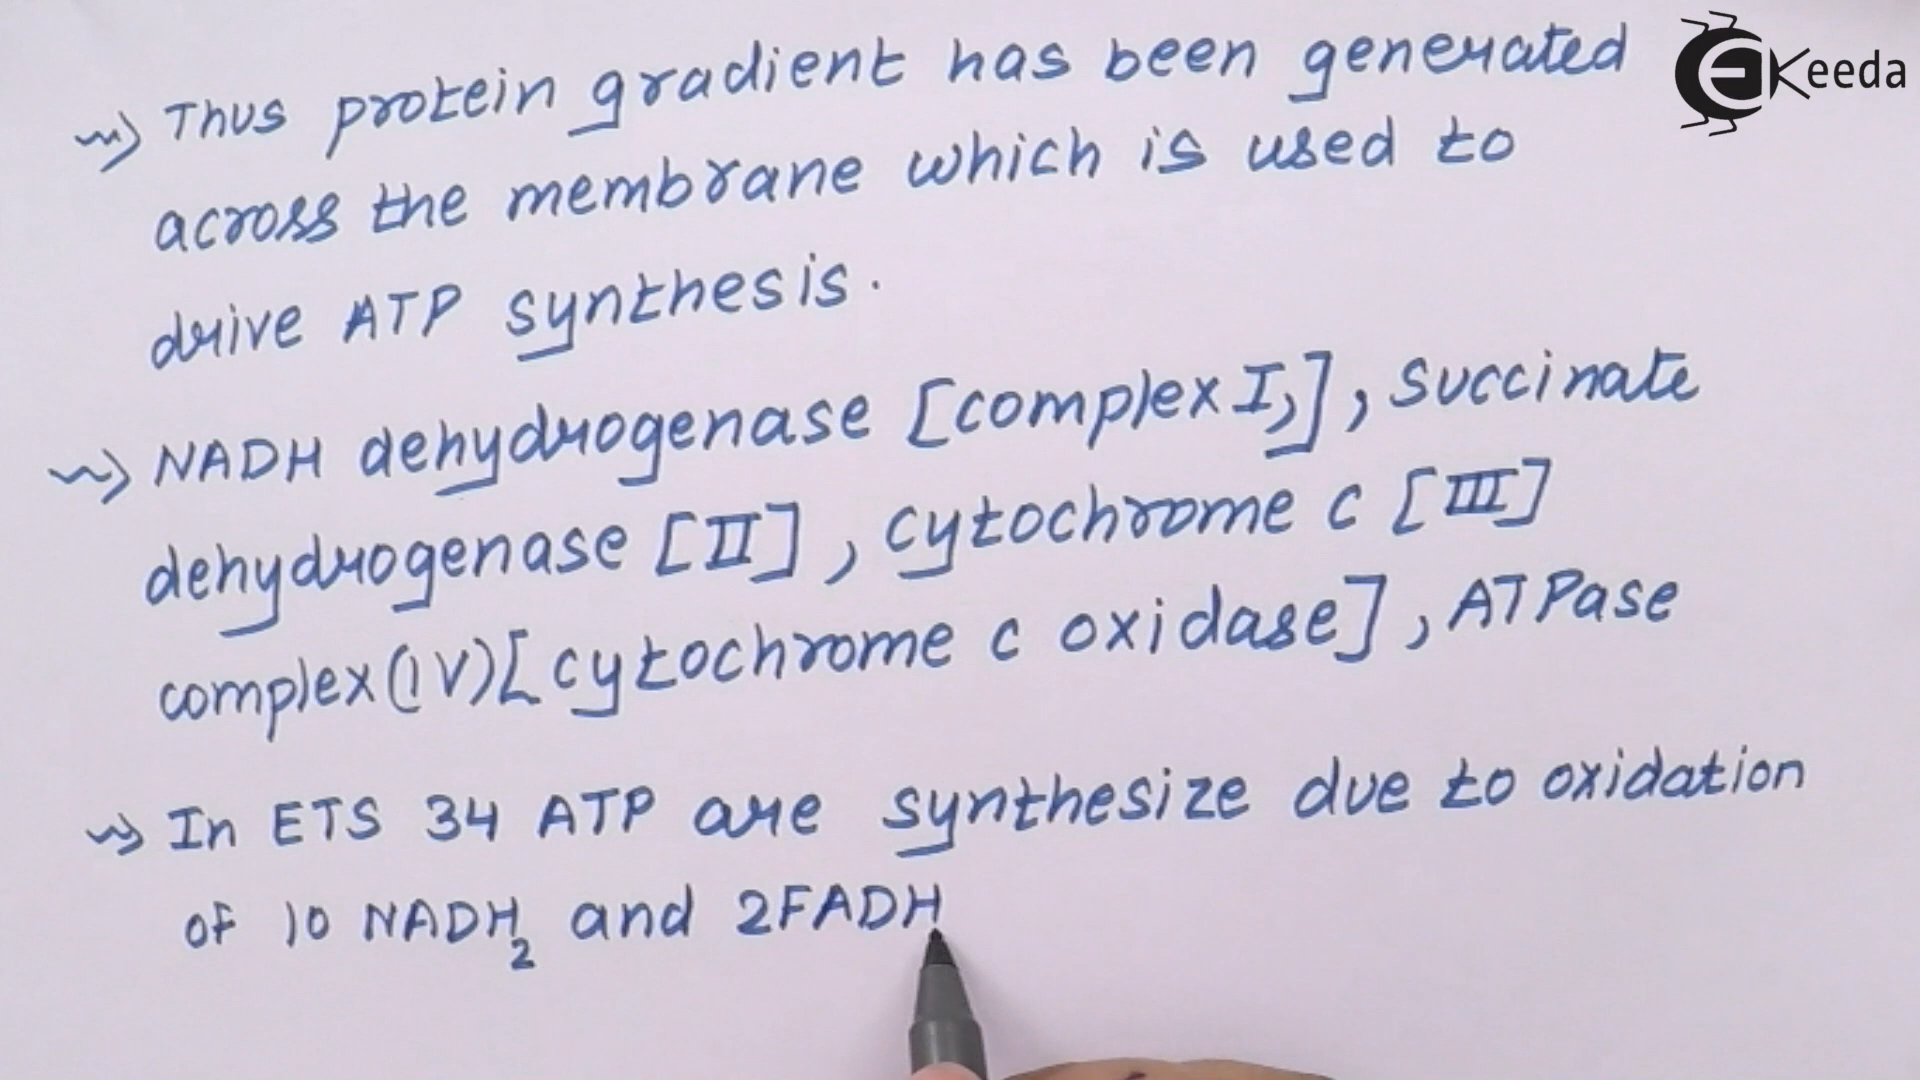 Ekeeda
⇝ Thus protein gradient has been generated
across the membrane which is used to
drive ATP synthesis.
⇝ NADH dehydrogenase [complex I,], Succinate
dehydrogenase [II], cytochrome c [III]
complex (IV)[cytochrome c oxidase], ATPase
⇝ In ETS 34 ATP are synthesize due to oxidation
of 10 NADH₂ and 2FADH